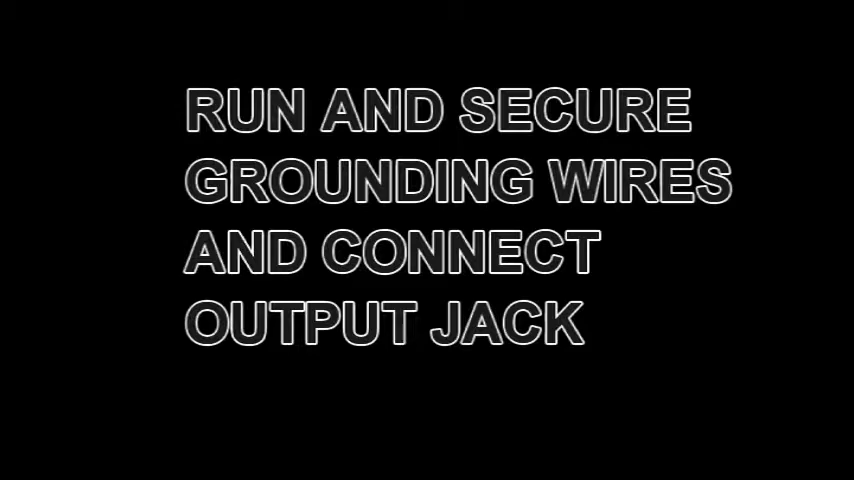 RUN AND SECURE
GROUNDING WIRES
AND CONNECT
OUTPUT JACK